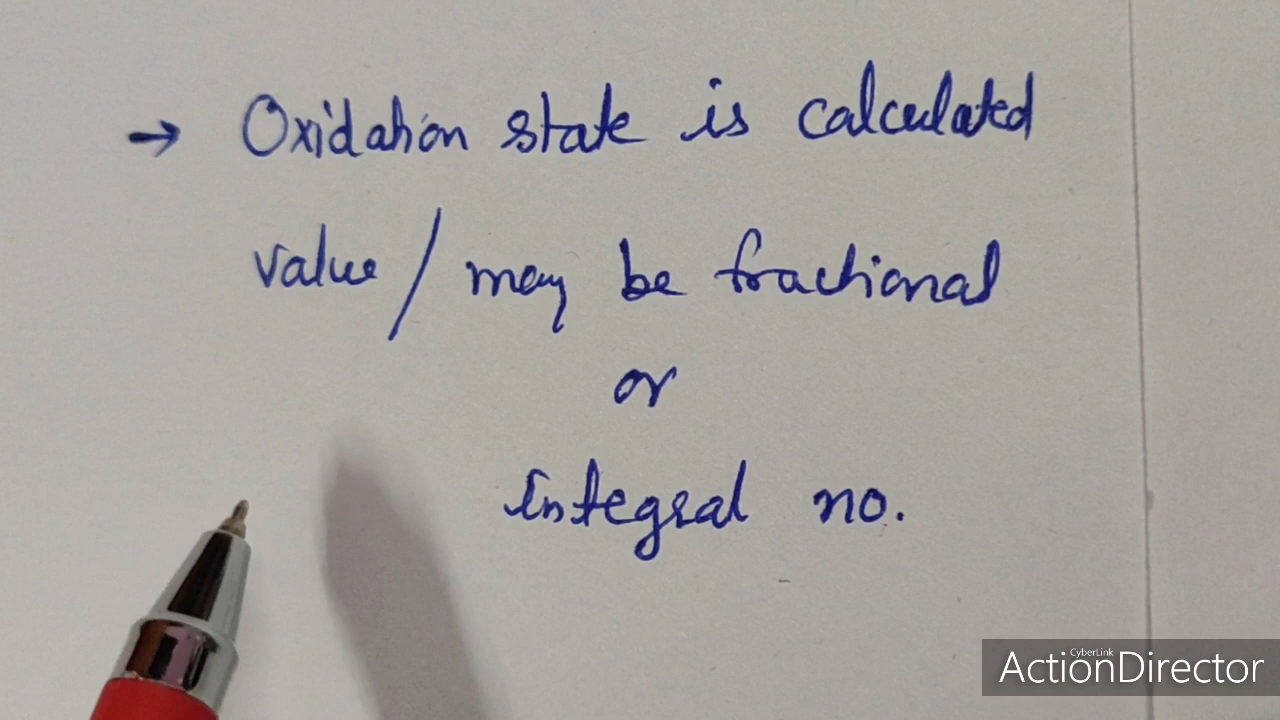 → Oxidation state is calculated
value / may be fractional
or
integral no.
CyberLink
ActionDirector